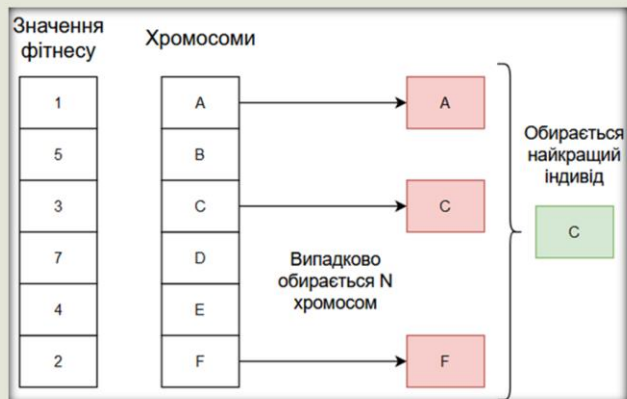 Значення
фітнесу
Хромосоми
1
A
A
5
B
3
C
C
7
D
4
E
2
F
F
Випадково
обирається N
хромосом
Обирається
найкращий
індивід
C